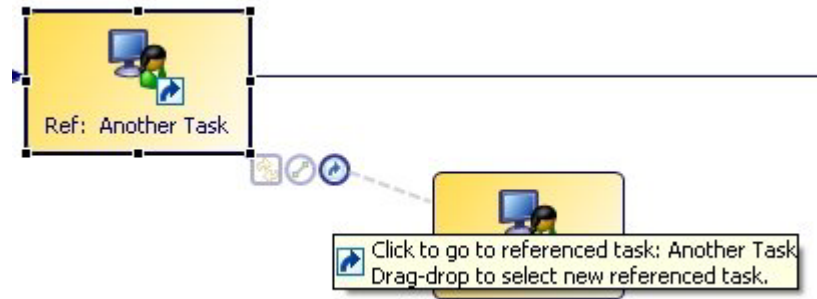 Ref: Another Task
Click to go to referenced task: Another Task
Drag-drop to select new referenced task.